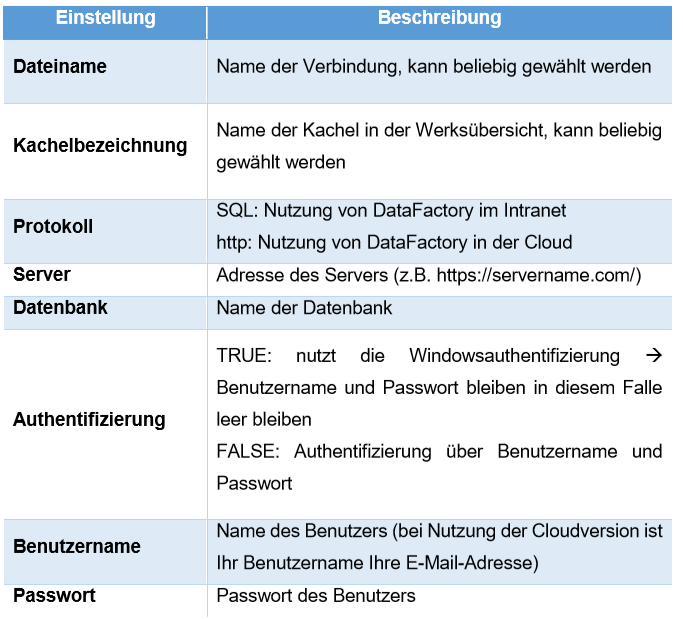 Einstellung Beschreibung
Dateiname Name der Verbindung, kann beliebig gewählt werden
Kachelbezeichnung Name der Kachel in der Werksübersicht, kann beliebig
gewählt werden
Protokoll SQL: Nutzung von DataFactory im Intranet
http: Nutzung von DataFactory in der Cloud
Server Adresse des Servers (z.B. https://servername.com/)
Datenbank Name der Datenbank
Authentifizierung TRUE: nutzt die Windowsauthentifizierung →
Benutzername und Passwort bleiben in diesem Falle
leer bleiben
FALSE: Authentifizierung über Benutzername und
Passwort
Benutzername Name des Benutzers (bei Nutzung der Cloudversion ist
Ihr Benutzername Ihre E-Mail-Adresse)
Passwort Passwort des Benutzers